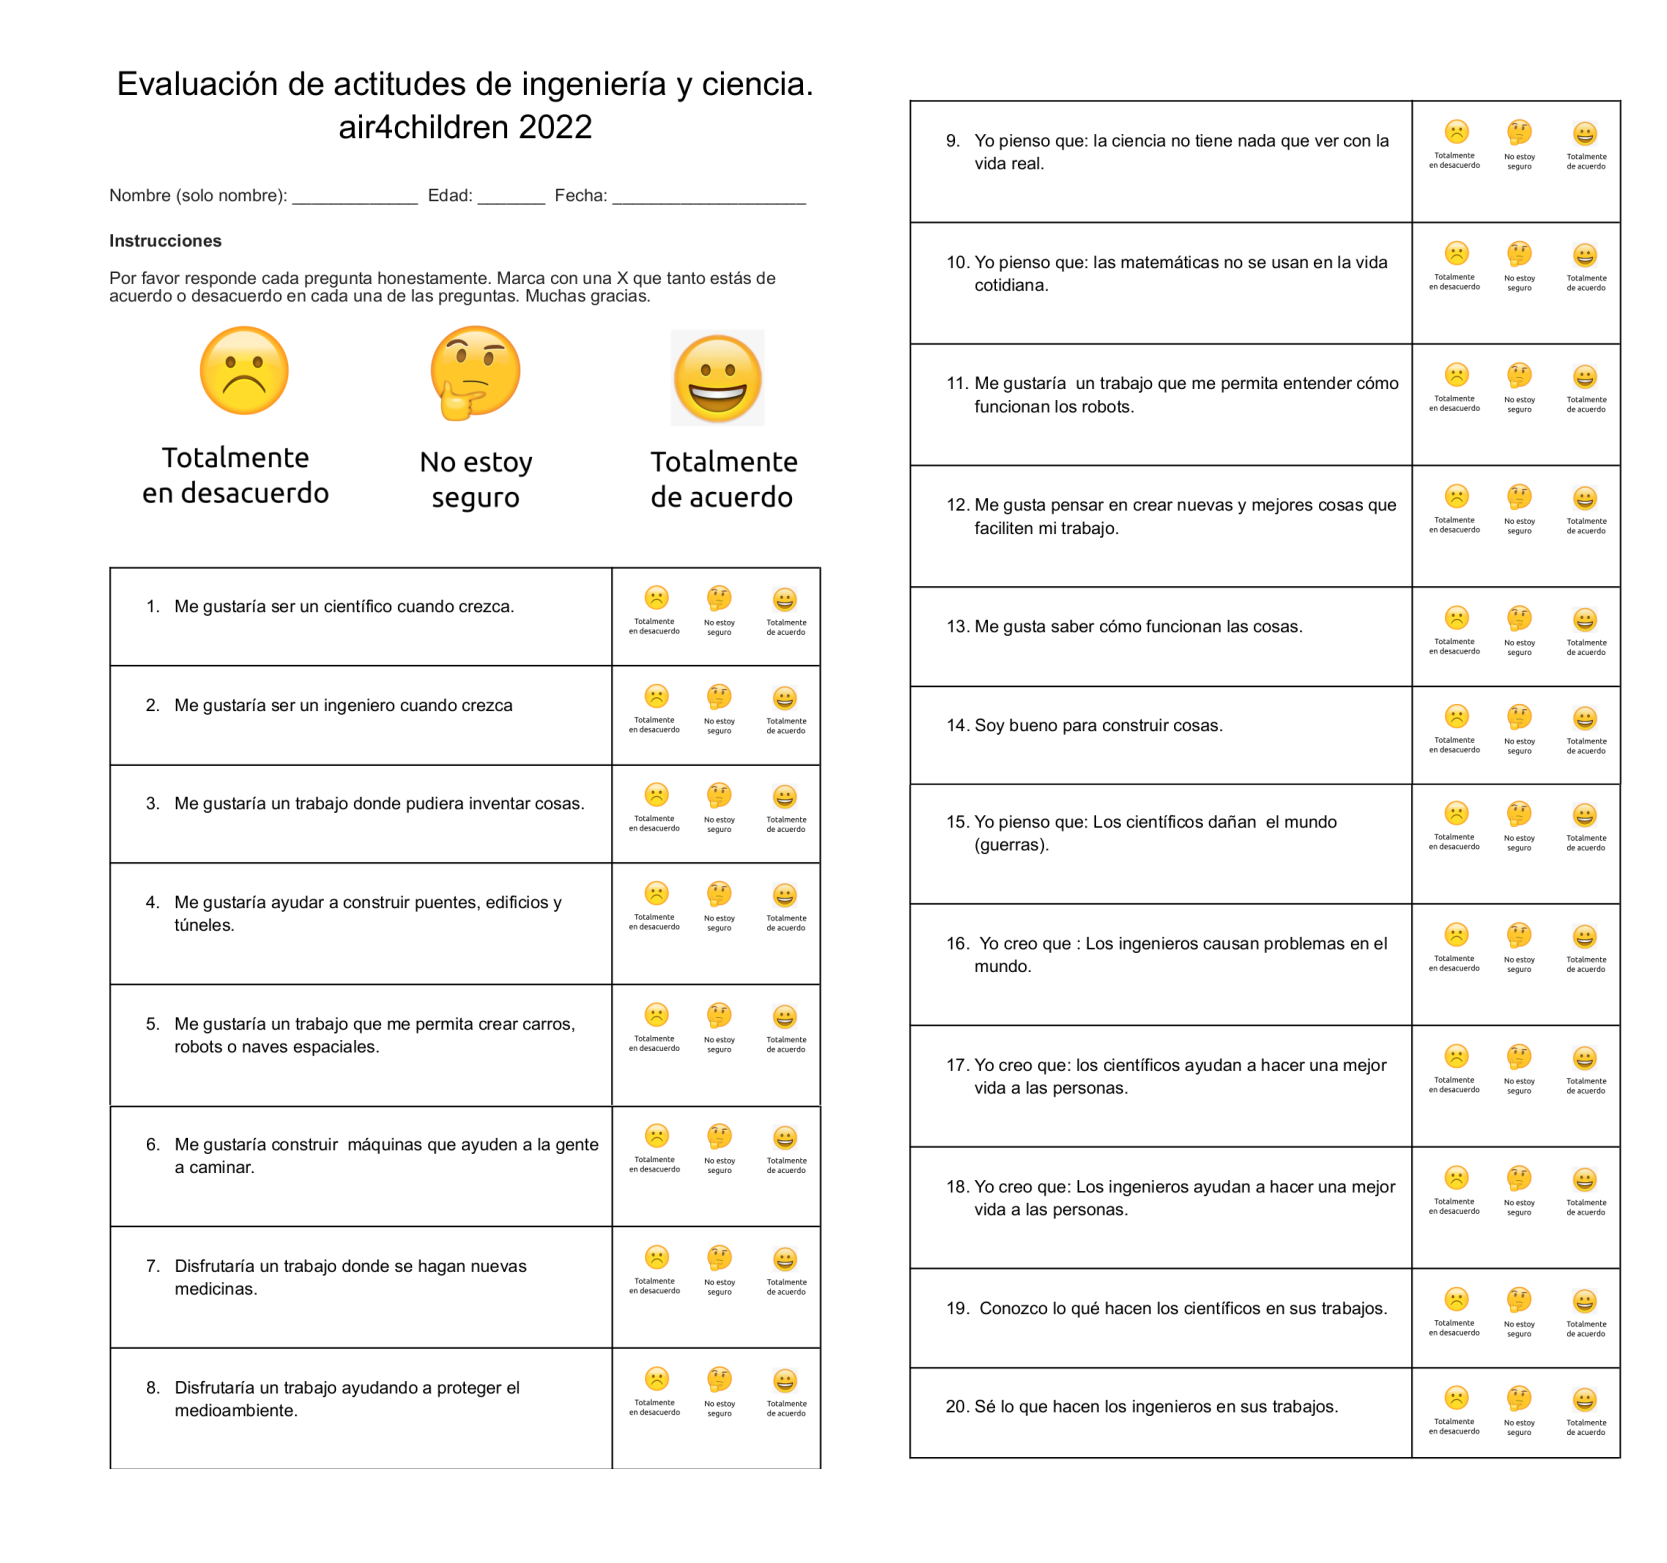 Evaluación de actitudes de ingeniería y ciencia.
air4children 2022
Nombre (solo nombre): _____________ Edad: _______ Fecha: ____________________
Instrucciones
Por favor responde cada pregunta honestamente. Marca con una X que tanto estás de
acuerdo o desacuerdo en cada una de las preguntas. Muchas gracias.
Totalmente
en desacuerdo
No estoy
seguro
Totalmente
de acuerdo
1. Me gustaría ser un científico cuando crezca.
Totalmente
en desacuerdo
No estoy
seguro
Totalmente
de acuerdo
2. Me gustaría ser un ingeniero cuando crezca
Totalmente
en desacuerdo
No estoy
seguro
Totalmente
de acuerdo
3. Me gustaría un trabajo donde pudiera inventar cosas.
Totalmente
en desacuerdo
No estoy
seguro
Totalmente
de acuerdo
4. Me gustaría ayudar a construir puentes, edificios y
túneles.
Totalmente
en desacuerdo
No estoy
seguro
Totalmente
de acuerdo
5. Me gustaría un trabajo que me permita crear carros,
robots o naves espaciales.
Totalmente
en desacuerdo
No estoy
seguro
Totalmente
de acuerdo
6. Me gustaría construir  máquinas que ayuden a la gente
a caminar.
Totalmente
en desacuerdo
No estoy
seguro
Totalmente
de acuerdo
7. Disfrutaría un trabajo donde se hagan nuevas
medicinas.
Totalmente
en desacuerdo
No estoy
seguro
Totalmente
de acuerdo
8. Disfrutaría un trabajo ayudando a proteger el
medioambiente.
Totalmente
en desacuerdo
No estoy
seguro
Totalmente
de acuerdo
9. Yo pienso que: la ciencia no tiene nada que ver con la
vida real.
Totalmente
en desacuerdo
No estoy
seguro
Totalmente
de acuerdo
10. Yo pienso que: las matemáticas no se usan en la vida
cotidiana.
Totalmente
en desacuerdo
No estoy
seguro
Totalmente
de acuerdo
11. Me gustaría  un trabajo que me permita entender cómo
funcionan los robots.
Totalmente
en desacuerdo
No estoy
seguro
Totalmente
de acuerdo
12. Me gusta pensar en crear nuevas y mejores cosas que
faciliten mi trabajo.
Totalmente
en desacuerdo
No estoy
seguro
Totalmente
de acuerdo
13. Me gusta saber cómo funcionan las cosas.
Totalmente
en desacuerdo
No estoy
seguro
Totalmente
de acuerdo
14. Soy bueno para construir cosas.
Totalmente
en desacuerdo
No estoy
seguro
Totalmente
de acuerdo
15. Yo pienso que: Los científicos dañan  el mundo
(guerras).
Totalmente
en desacuerdo
No estoy
seguro
Totalmente
de acuerdo
16. Yo creo que : Los ingenieros causan problemas en el
mundo.
Totalmente
en desacuerdo
No estoy
seguro
Totalmente
de acuerdo
17. Yo creo que: los científicos ayudan a hacer una mejor
vida a las personas.
Totalmente
en desacuerdo
No estoy
seguro
Totalmente
de acuerdo
18. Yo creo que: Los ingenieros ayudan a hacer una mejor
vida a las personas.
Totalmente
en desacuerdo
No estoy
seguro
Totalmente
de acuerdo
19. Conozco lo qué hacen los científicos en sus trabajos.
Totalmente
en desacuerdo
No estoy
seguro
Totalmente
de acuerdo
20. Sé lo que hacen los ingenieros en sus trabajos.
Totalmente
en desacuerdo
No estoy
seguro
Totalmente
de acuerdo